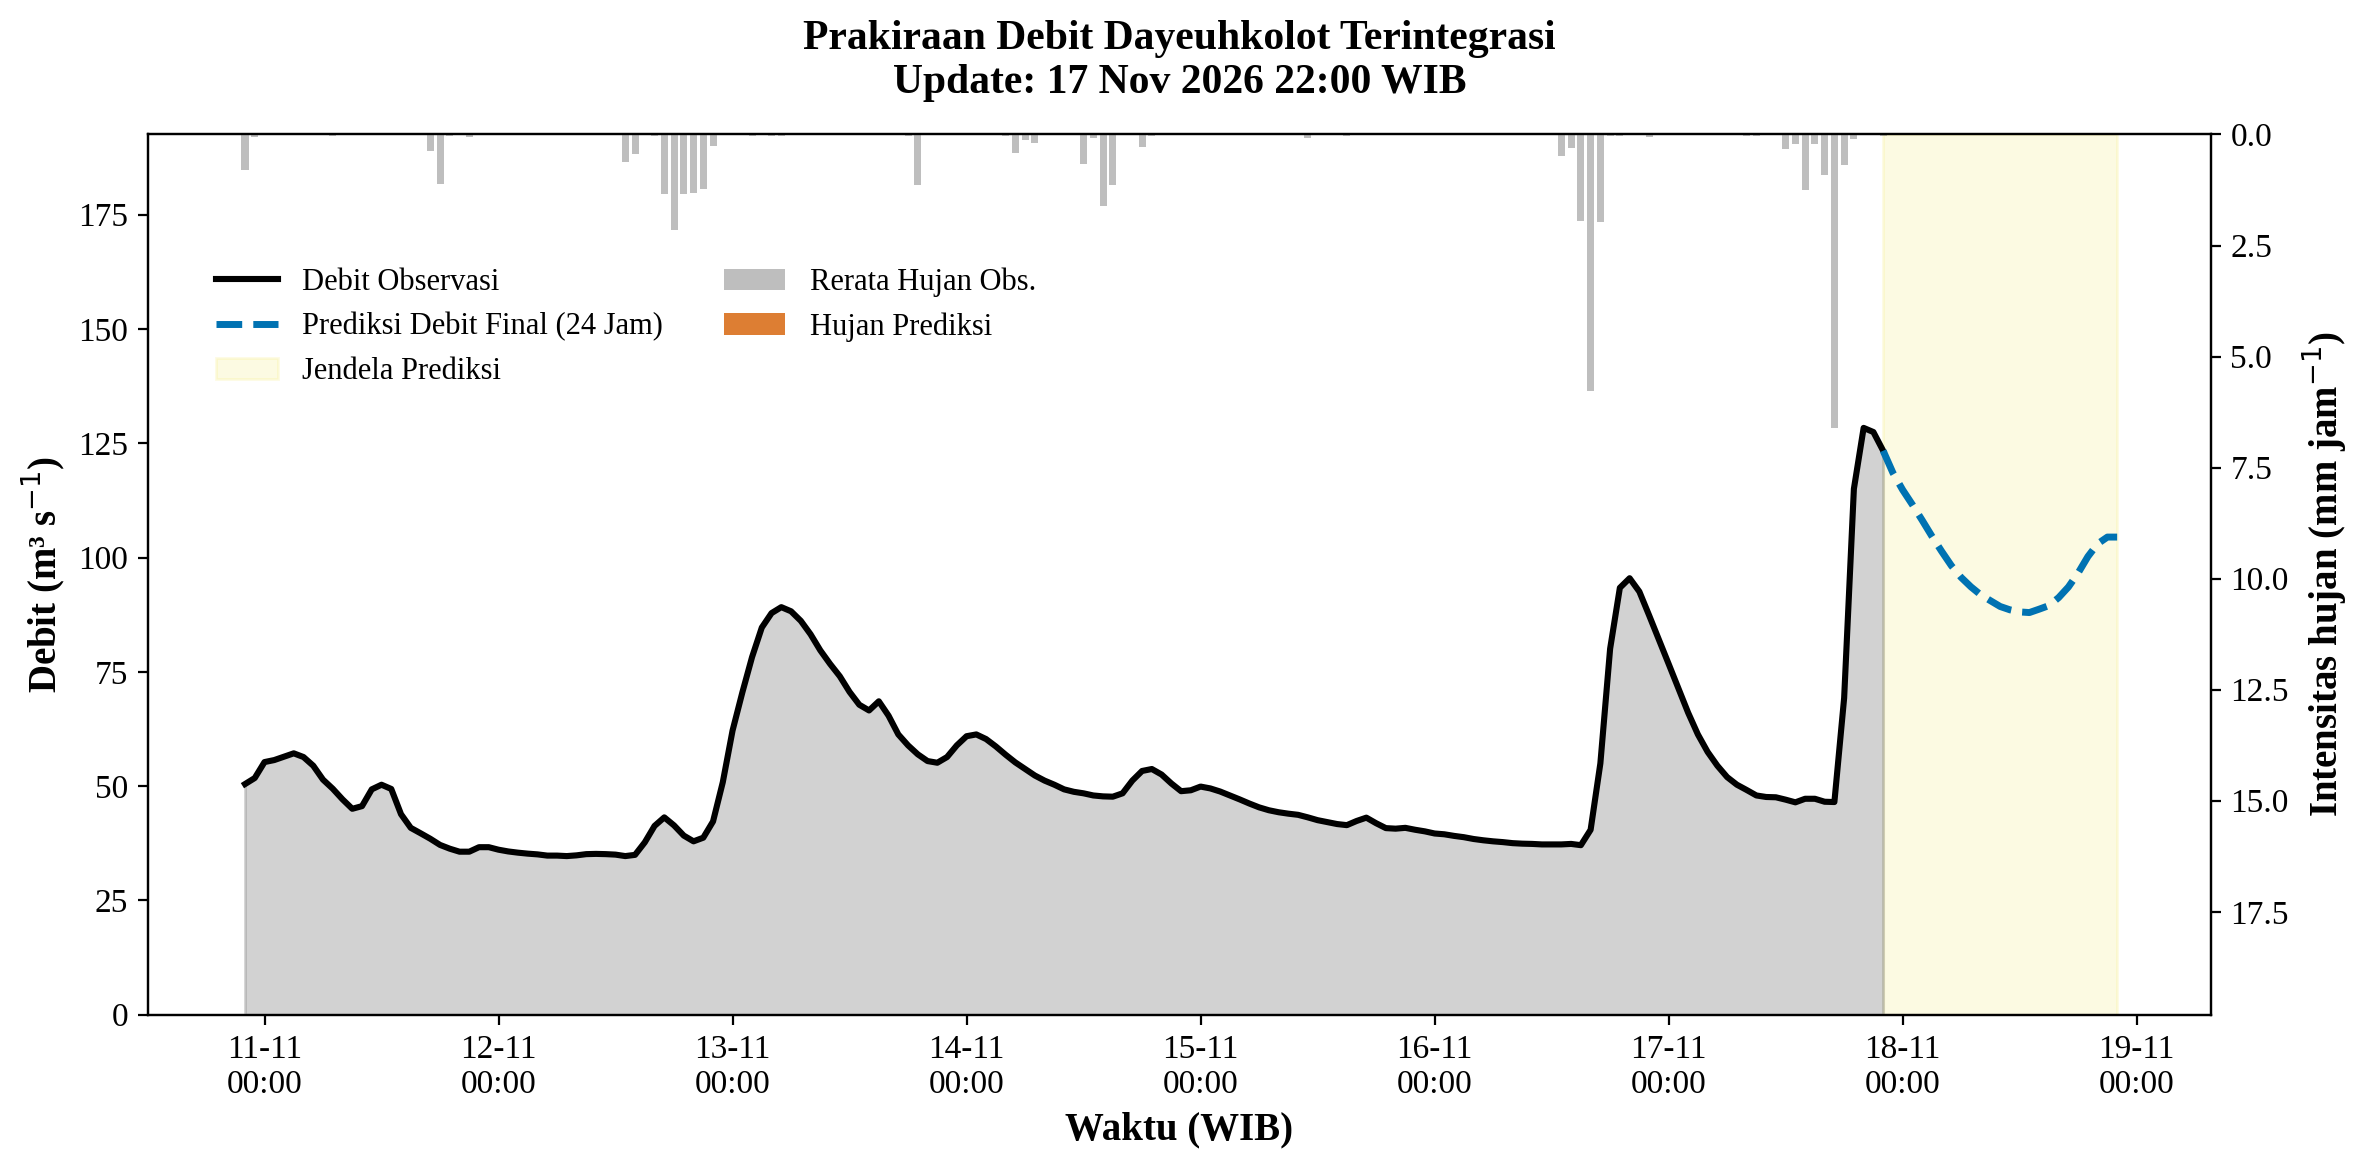 Prakiraan Debit Dayeuhkolot Terintegrasi
Update: 17 Nov 2026 22:00 WIB
Debit Observasi
Prediksi Debit Final (24 Jam)
Jendela Prediksi
Rerata Hujan Obs.
Hujan Prediksi
Debit (m³ s⁻¹)
175
150
125
100
75
50
25
0
0.0
2.5
5.0
7.5
10.0
12.5
15.0
17.5
Intensitas hujan (mm jam⁻¹)
11-11 12-11 13-11 14-11 15-11 16-11 17-11 18-11 19-11
00:00 00:00 00:00 00:00 00:00 00:00 00:00 00:00 00:00
Waktu (WIB)